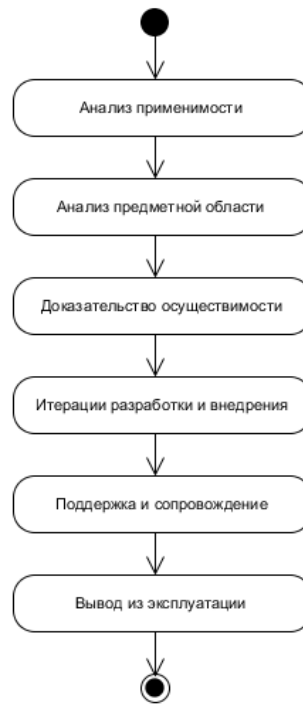 Анализ применимости
Анализ предметной области
Доказательство осуществимости
Итерации разработки и внедрения
Поддержка и сопровождение
Вывод из эксплуатации